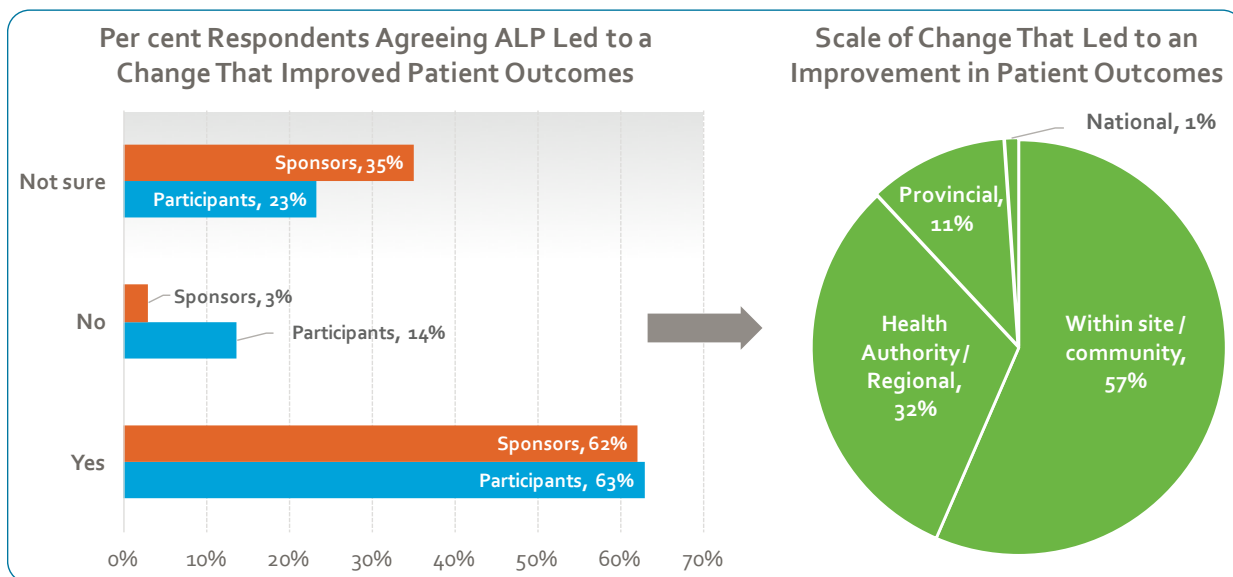 Per cent Respondents Agreeing ALP Led to a
Change That Improved Patient Outcomes
Not sure
Sponsors, 35%
Participants, 23%
No
Sponsors, 3%
Participants, 14%
Yes
Sponsors, 62%
Participants, 63%
0% 10% 20% 30% 40% 50% 60% 70%
Scale of Change That Led to an
Improvement in Patient Outcomes
National, 1%
Provincial,
11%
Health
Authority/
Regional,
32%
Within site /
community,
57%